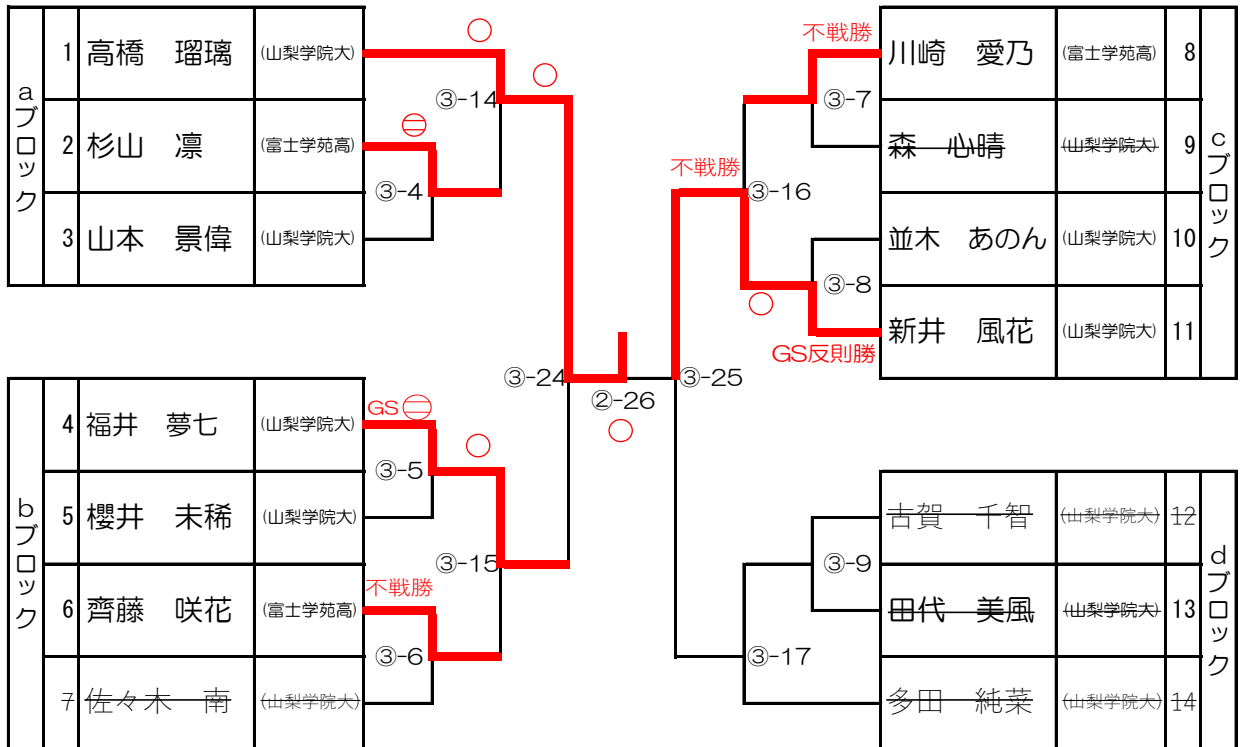 aブロック
1 高橋 瑠璃 (山梨学院大)
2 杉山 凛 (富士学苑高)
3 山本 景偉 (山梨学院大)
③-14
③-4
bブロック
4 福井 夢七 (山梨学院大)
5 櫻井 未稀 (山梨学院大)
6 齊藤 咲花 (富士学苑高)
7 佐々木 南 (山梨学院大)
GS
③-5
③-15
不戦勝
③-6
③-24
②-26
③-25
不戦勝
③-7
不戦勝
③-16
③-8
GS反則勝
川崎 愛乃 (富士学苑高) 8
森 心晴 (山梨学院大) 9
並木 あのん (山梨学院大) 10
新井 風花 (山梨学院大) 11
cブロック
③-9
③-17
古賀 千智 (山梨学院大) 12
田代 美風 (山梨学院大) 13
多田 純菜 (山梨学院大) 14
dブロック